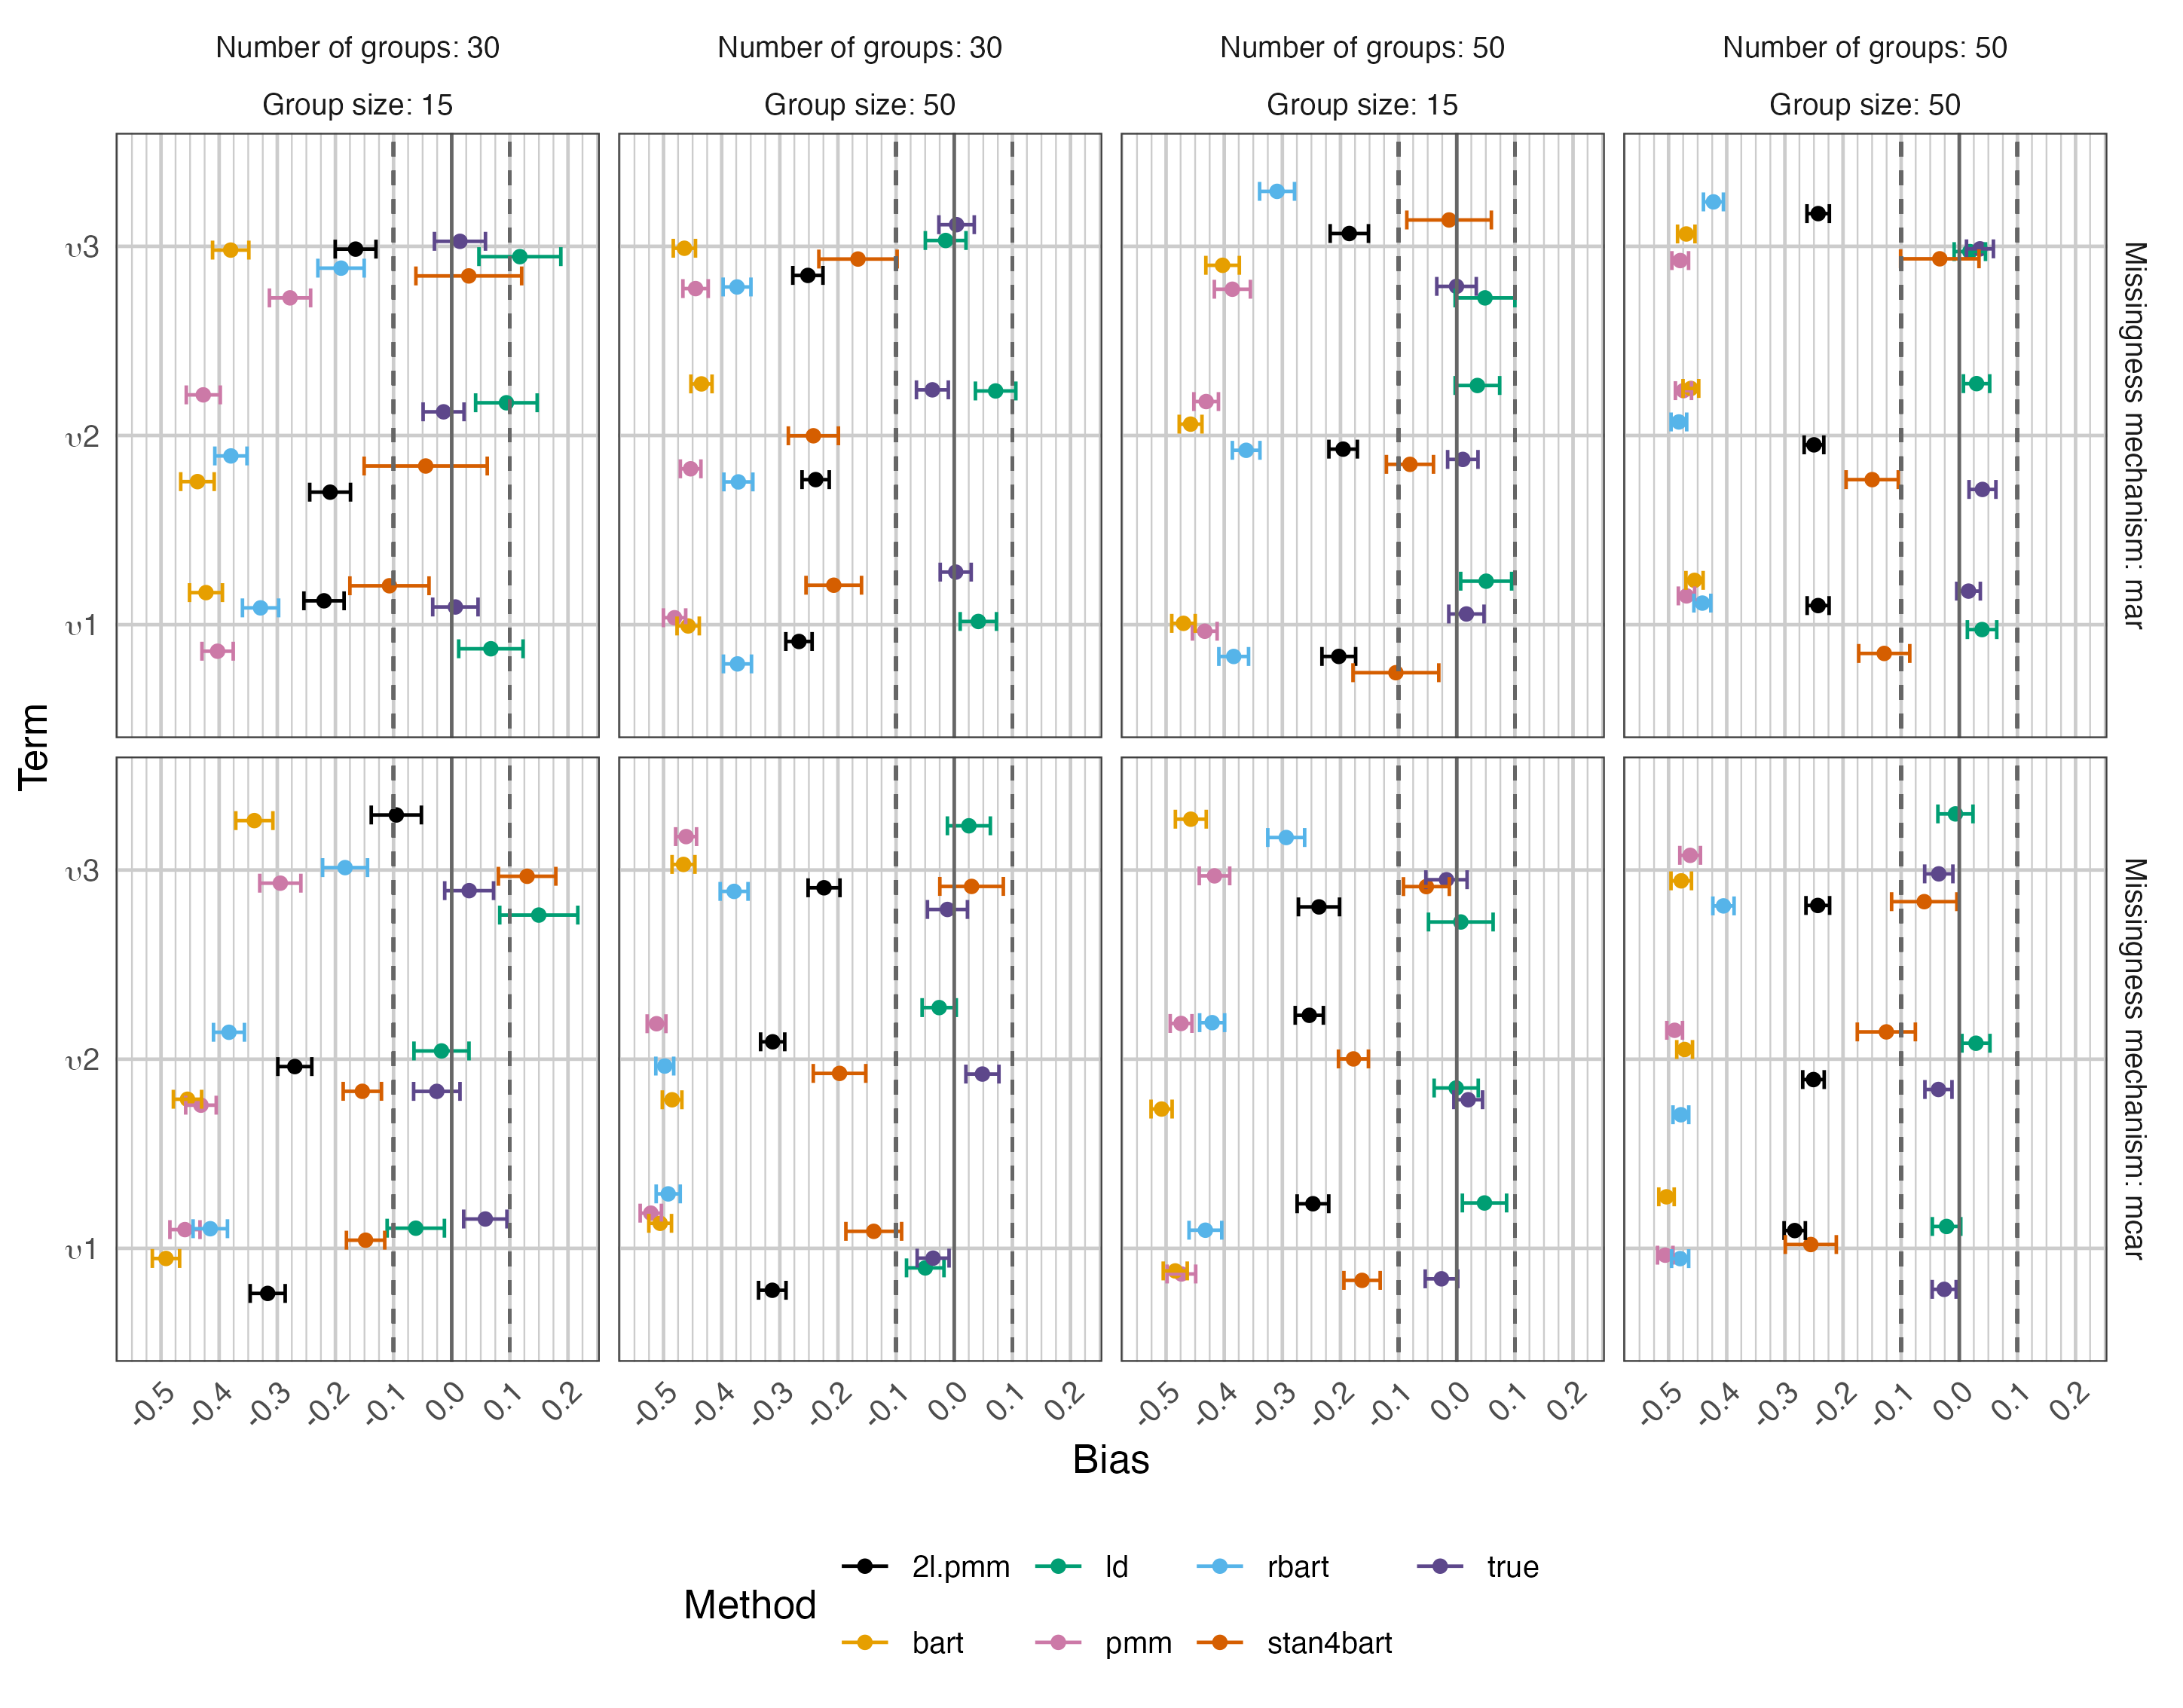 Number of groups: 30
Number of groups: 30
Number of groups: 50
Number of groups: 50
Group size: 15
Group size: 50
Group size: 15
Group size: 50
υ3
υ2
υ1
Missingness mechanism: mar
Term
υ3
υ2
υ1
Missingness mechanism: mcar
-0.5 -0.4 -0.3 -0.2 -0.1 0.0 0.1 0.2
-0.5 -0.4 -0.3 -0.2 -0.1 0.0 0.1 0.2
-0.5 -0.4 -0.3 -0.2 -0.1 0.0 0.1 0.2
-0.5 -0.4 -0.3 -0.2 -0.1 0.0 0.1 0.2
Bias
Method
2l.pmm
ld
rbart
true
bart
pmm
stan4bart